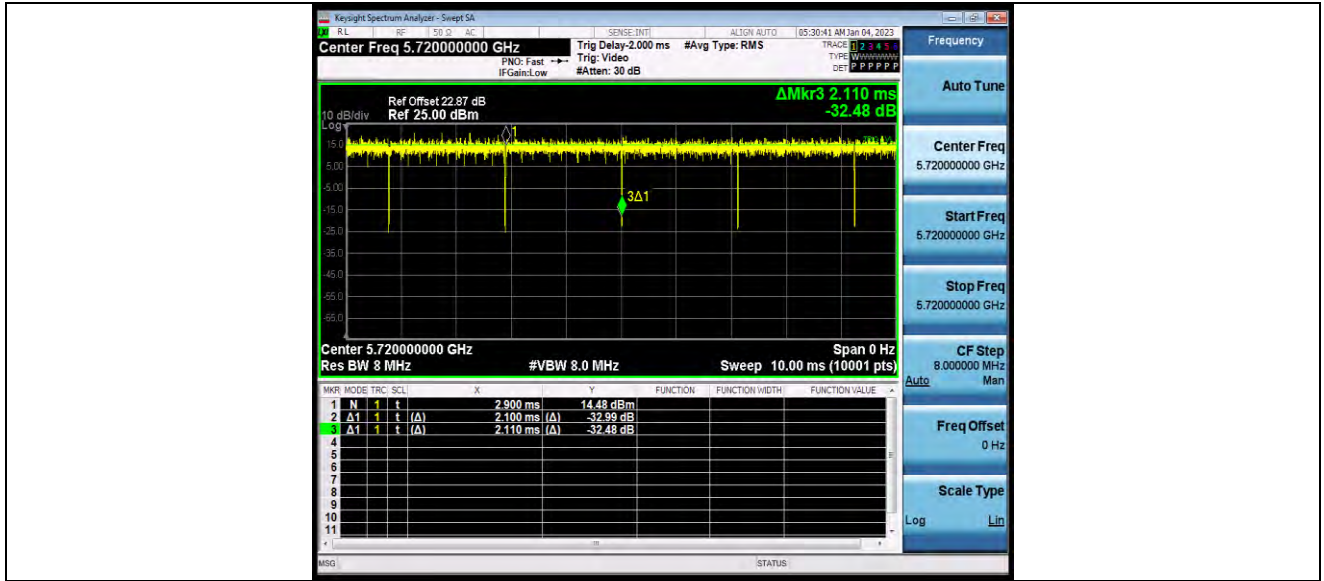 Keysight Spectrum Analyzer - Swept SA
RL RF 50 Ω AC SENSE:INT ALIGN AUTO 05:30:41 AM Jan 04, 2023
Center Freq 5.720000000 GHz
Trig Delay-2.000 ms #Avg Type: RMS
TRACE 1 2 3 4 5 6
PNO: Fast Trig: Video
TYPE WWWWWW
IFGain:Low #Atten: 30 dB
DET P P P P P P
ΔMkr3 2.110 ms
-32.48 dB
Ref Offset 22.87 dB
10 dB/div Ref 25.00 dBm
Log
15.0
5.00
-5.00
-15.0
-25.0
-35.0
-45.0
-55.0
-65.0
1
3Δ1
Center 5.720000000 GHz Span 0 Hz
Res BW 8 MHz #VBW 8.0 MHz Sweep 10.00 ms (10001 pts)
MKR MODE TRC SCL X Y FUNCTION FUNCTION WIDTH FUNCTION VALUE
1 N 1 t 2.900 ms 14.48 dBm
2 Δ1 1 t (Δ) 2.100 ms (Δ) -32.99 dB
3 Δ1 1 t (Δ) 2.110 ms (Δ) -32.48 dB
4
5
6
7
8
9
10
11
MSG STATUS
Frequency
Auto Tune
Center Freq
5.720000000 GHz
Start Freq
5.720000000 GHz
Stop Freq
5.720000000 GHz
CF Step
8.000000 MHz
Auto Man
Freq Offset
0 Hz
Scale Type
Log Lin